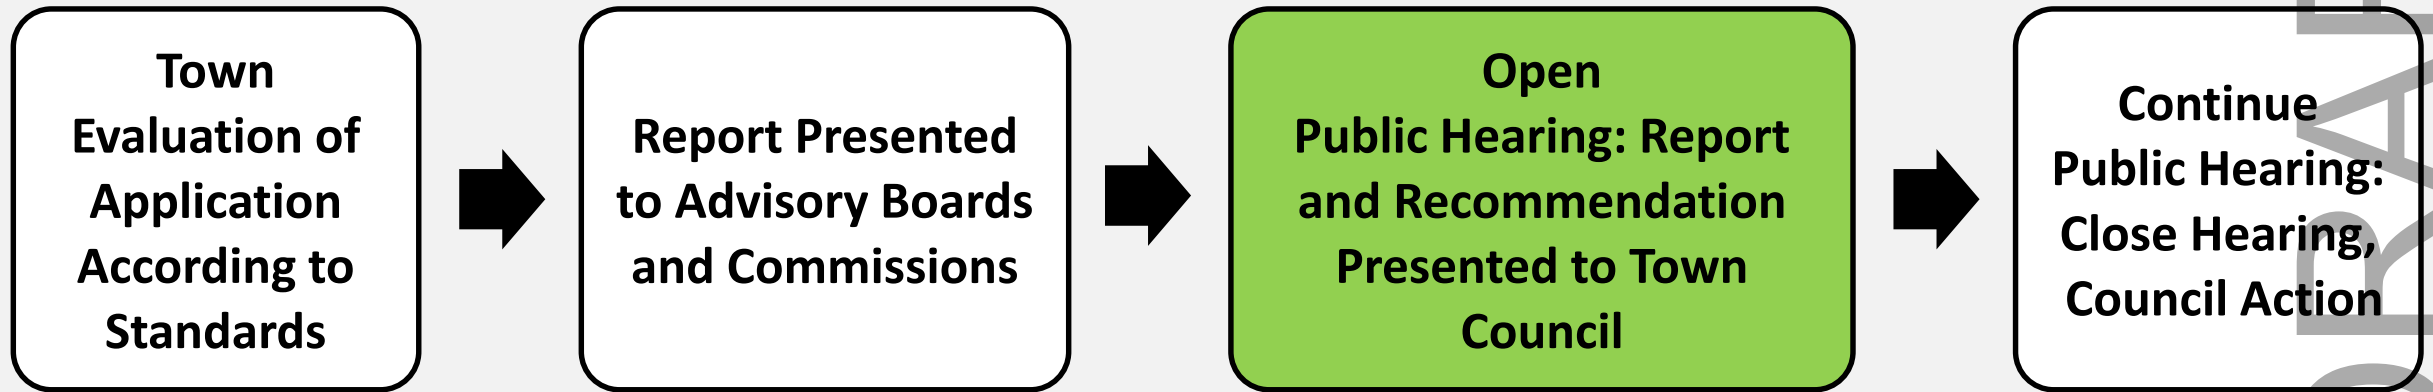 Town
Evaluation of
Application
According to
Standards
Report Presented
to Advisory Boards
and Commissions
Open
Public Hearing: Report
and Recommendation
Presented to Town
Council
Continue
Public Hearing:
Close Hearing,
Council Action